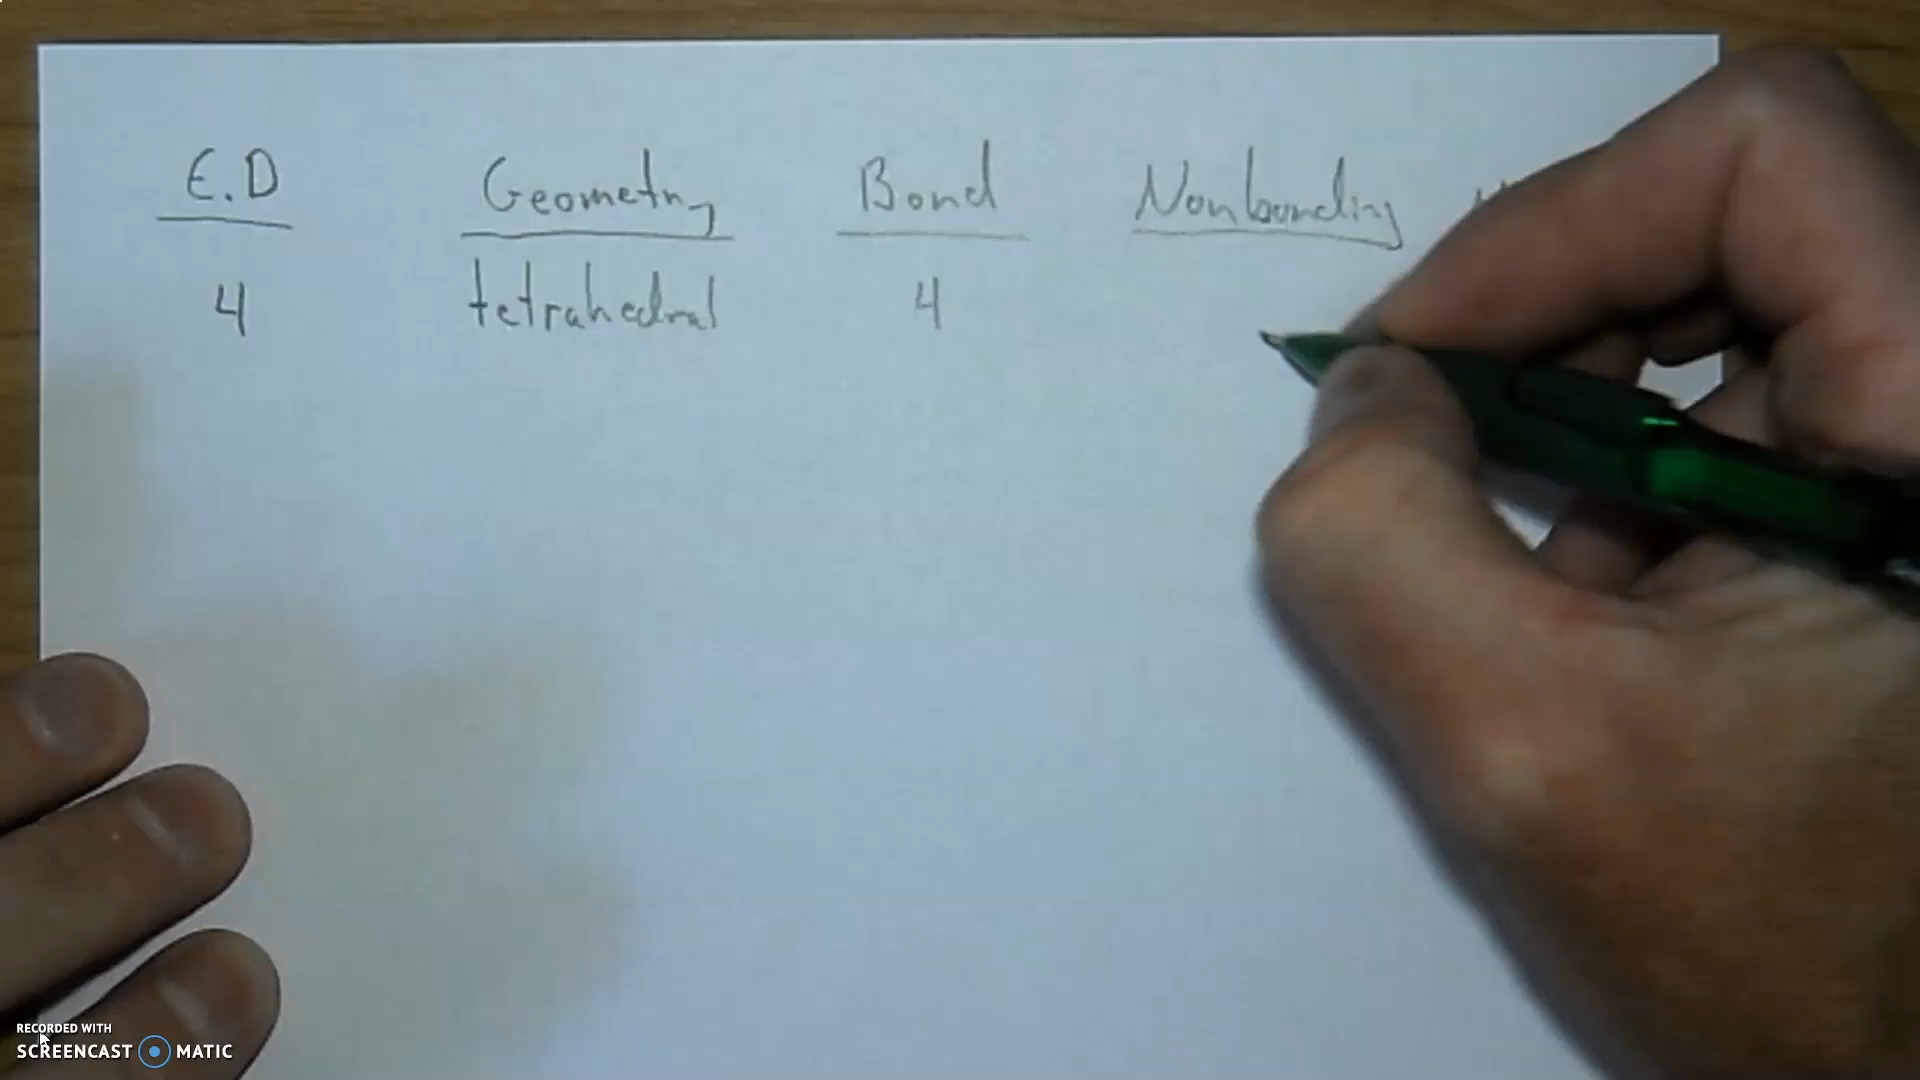 E.D Geometry Bond Nonbonding
4 tetrahedral 4
RECORDED WITH
SCREENCAST MATIC